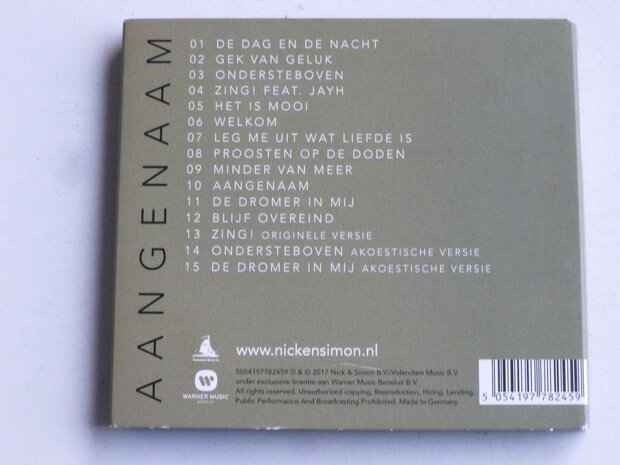 AANGENAAM
01 DE DAG EN DE NACHT
02 GEK VAN GELUK
03 ONDERSTEBOVEN
04 ZING! FEAT. JAYH
05 HET IS MOOI
06 WELKOM
07 LEG ME UIT WAT LIEFDE IS
08 PROOSTEN OP DE DODEN
09 MINDER VAN MEER
10 AANGENAAM
11 DE DROMER IN MIJ
12 BLIJF OVEREIND
13 ZING! ORIGINELE VERSIE
14 ONDERSTEBOVEN AKOESTISCHE VERSIE
15 DE DROMER IN MIJ AKOESTISCHE VERSIE
www.nickensimon.nl
WARNER MUSIC
BENELUX
5054197782459 ℗ & © 2017 Nick & Simon B.V./Volendam Music B.V.
onder exclusieve licentie aan Warner Music Benelux B.V.
All rights reserved. Unauthorized copying, Reproduction, Hiring, Lending,
Public Performance And Broadcasting Prohibited. Made In Germany.
5 054197 782459